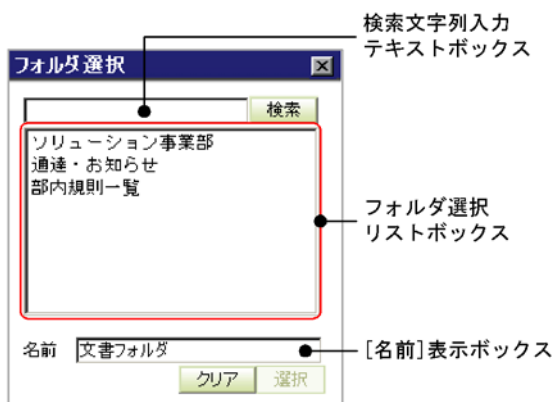 検索文字列入力
テキストボックス
フォルダ選択
検索
ソリューション事業部
通達・お知らせ
部内規則一覧
フォルダ選択
リストボックス
名前 文書フォルダ
[名前]表示ボックス
クリア 選択